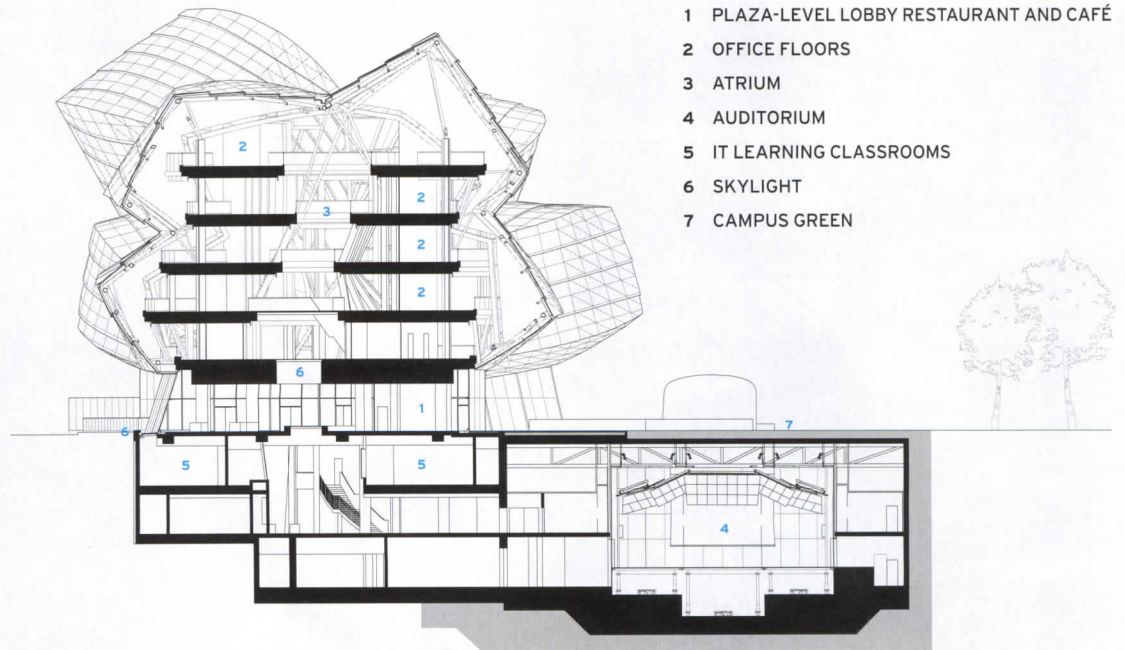 1 PLAZA-LEVEL LOBBY RESTAURANT AND CAFÉ
2 OFFICE FLOORS
3 ATRIUM
4 AUDITORIUM
5 IT LEARNING CLASSROOMS
6 SKYLIGHT
7 CAMPUS GREEN
2
2
3
2
2
6
1
7
6
5
5
4